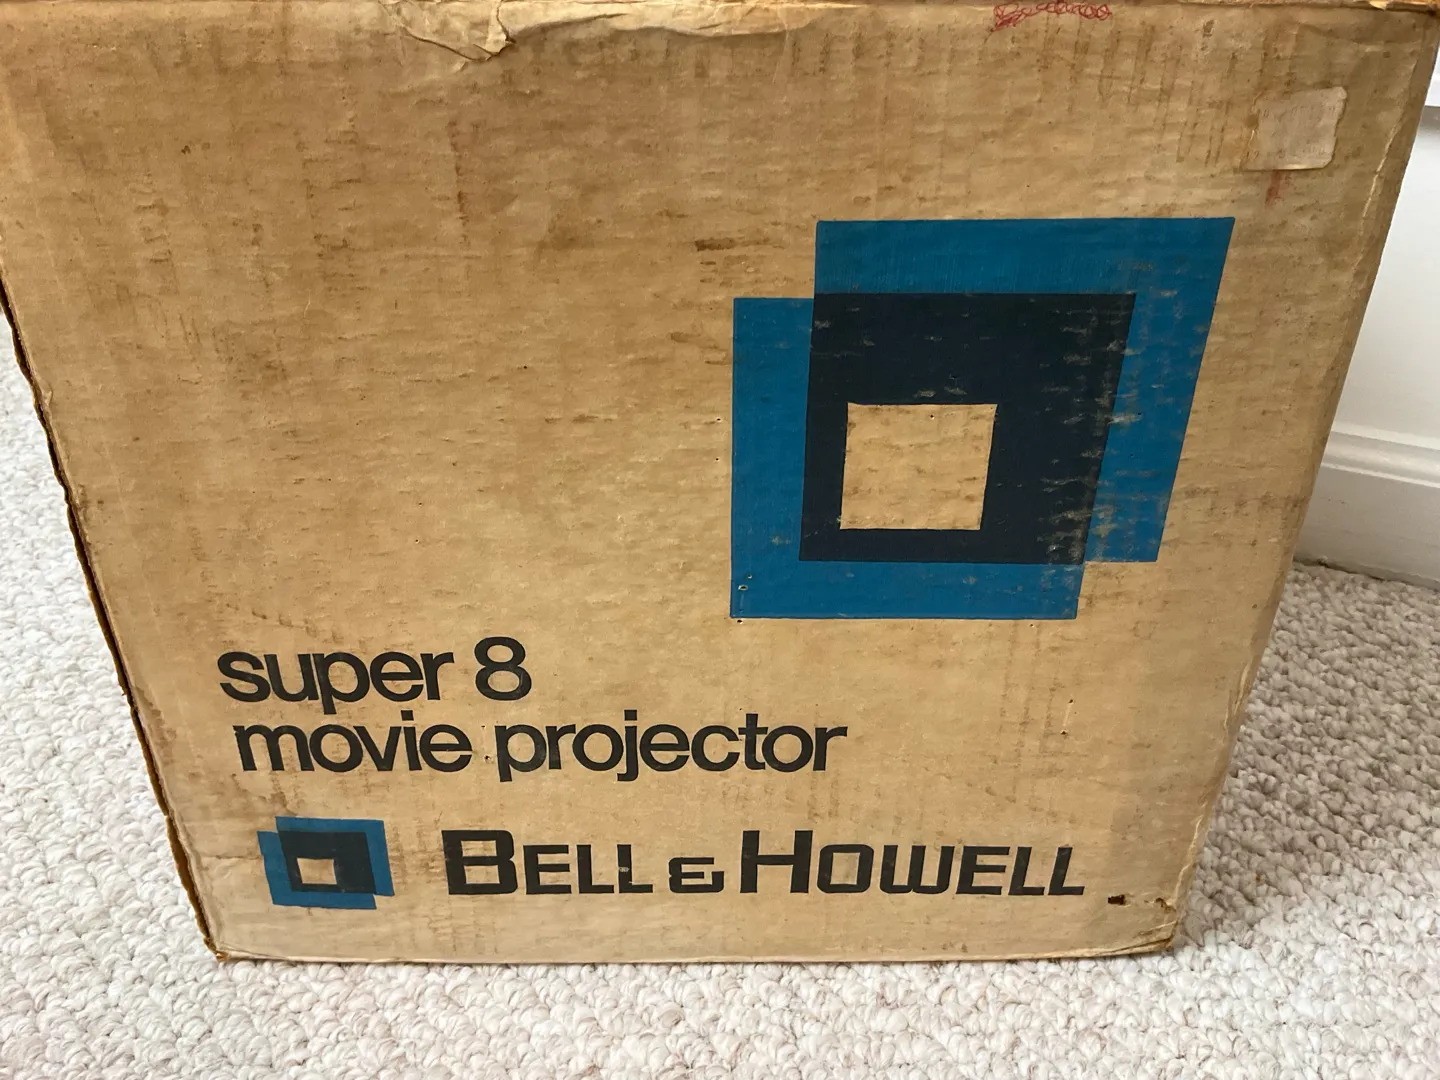 super 8
movie projector
BELL & HOWELL